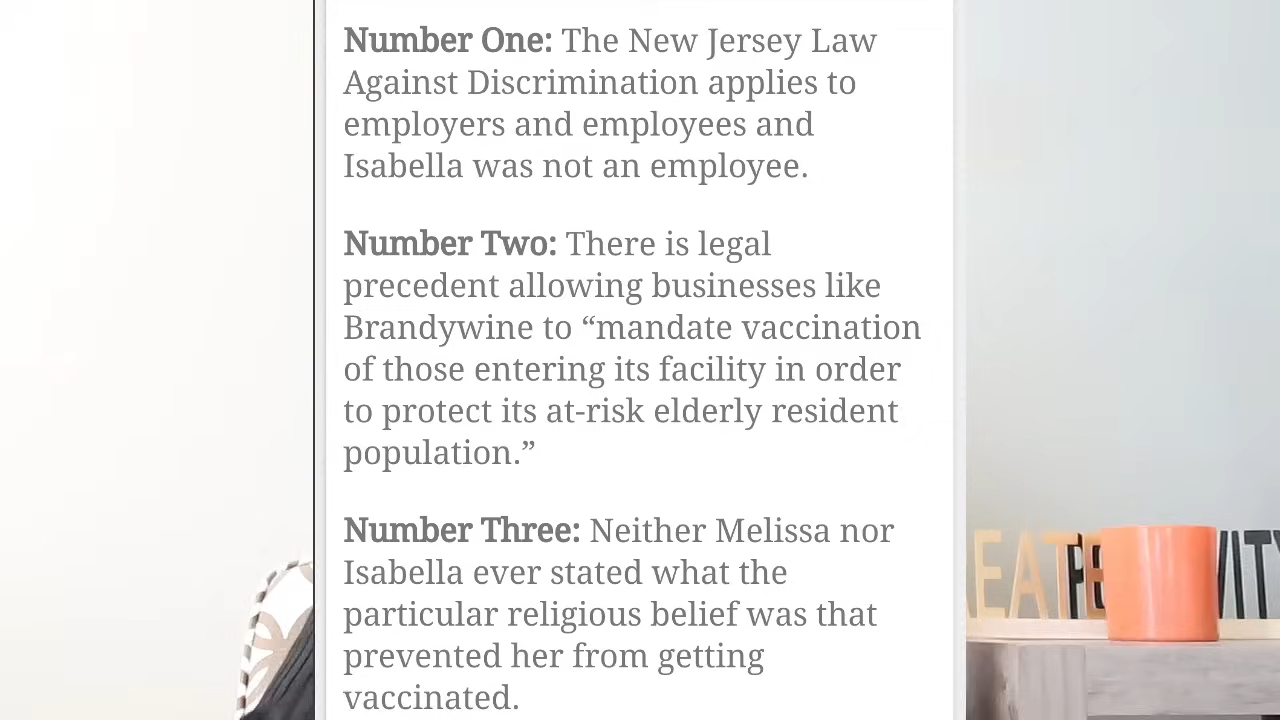 Number One: The New Jersey Law
Against Discrimination applies to
employers and employees and
Isabella was not an employee.
Number Two: There is legal
precedent allowing businesses like
Brandywine to “mandate vaccination
of those entering its facility in order
to protect its at-risk elderly resident
population.”
Number Three: Neither Melissa nor
Isabella ever stated what the
particular religious belief was that
prevented her from getting
vaccinated.